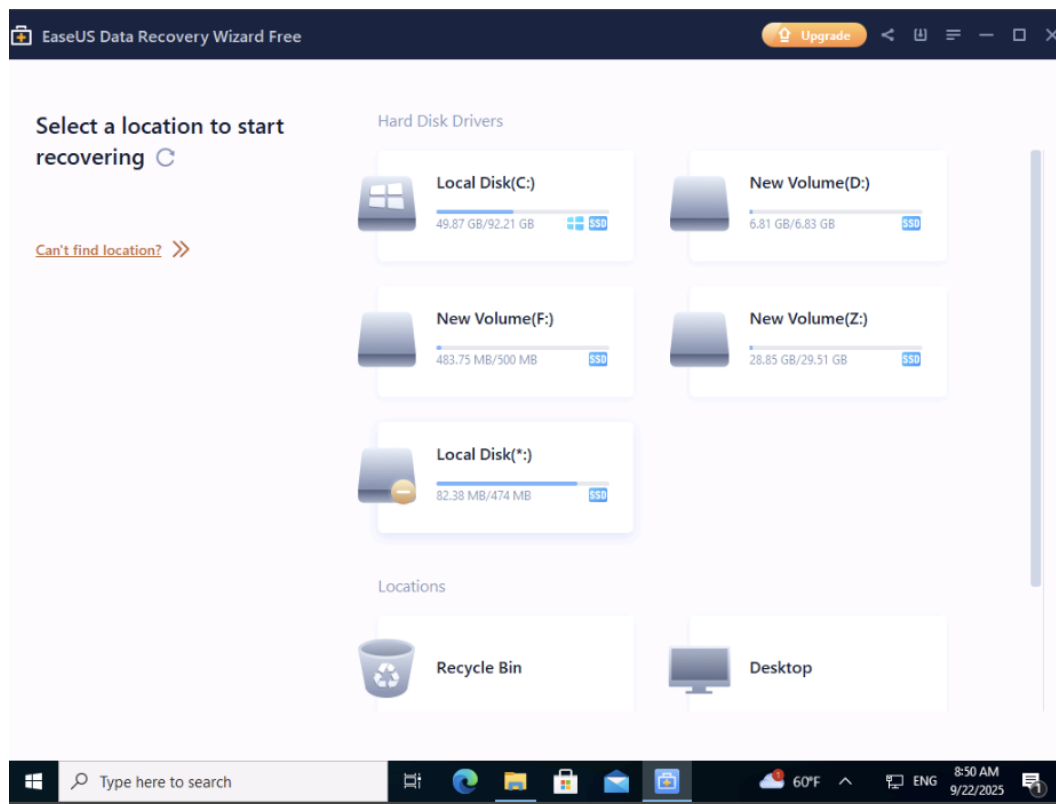 EaseUS Data Recovery Wizard Free
Upgrade
Select a location to start
recovering
Can't find location?
Hard Disk Drivers
Local Disk(C:)
49.87 GB/92.21 GB
SSD
New Volume(D:)
6.81 GB/6.83 GB
SSD
New Volume(F:)
483.75 MB/500 MB
SSD
New Volume(Z:)
28.85 GB/29.51 GB
SSD
Local Disk(*:)
82.38 MB/474 MB
SSD
Locations
Recycle Bin
Desktop
Type here to search
60°F
ENG
8:50 AM
9/22/2025
1